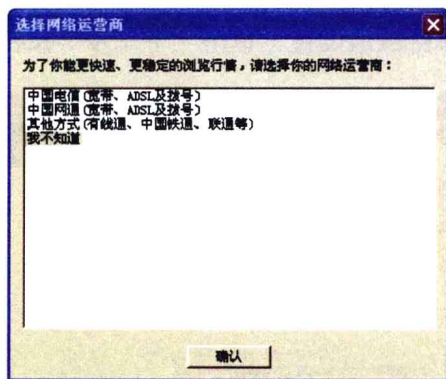 选择网络运营商
为了你能更快速、更稳定的浏览行情，请选择你的网络运营商：
中国电信(宽带、ADSL及拨号)
中国网通(宽带、ADSL及拨号)
其他方式(有线通、中国铁通、联通等)
我不知道
确认